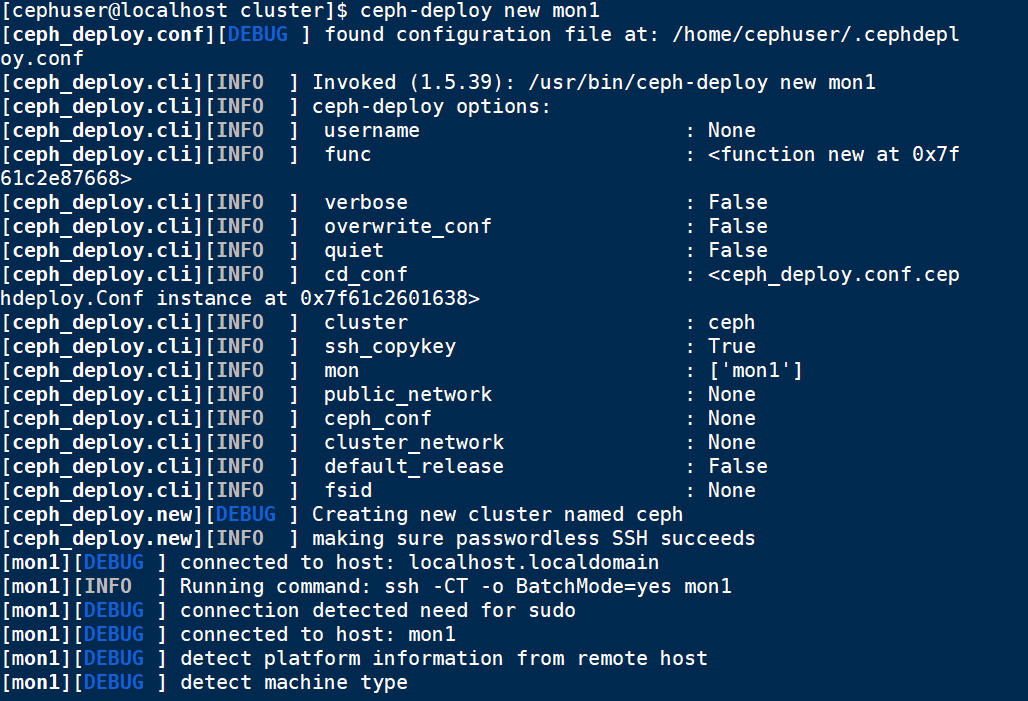 [cephuser@localhost cluster]$ ceph-deploy new mon1
[ceph_deploy.conf][DEBUG ] found configuration file at: /home/cephuser/.cephdepl
oy.conf
[ceph_deploy.cli][INFO  ] Invoked (1.5.39): /usr/bin/ceph-deploy new mon1
[ceph_deploy.cli][INFO  ] ceph-deploy options:
[ceph_deploy.cli][INFO  ]  username                      : None
[ceph_deploy.cli][INFO  ]  func                          : <function new at 0x7f
61c2e87668>
[ceph_deploy.cli][INFO  ]  verbose                       : False
[ceph_deploy.cli][INFO  ]  overwrite_conf                : False
[ceph_deploy.cli][INFO  ]  quiet                         : False
[ceph_deploy.cli][INFO  ]  cd_conf                       : <ceph_deploy.conf.cep
hdeploy.Conf instance at 0x7f61c2601638>
[ceph_deploy.cli][INFO  ]  cluster                       : ceph
[ceph_deploy.cli][INFO  ]  ssh_copykey                   : True
[ceph_deploy.cli][INFO  ]  mon                           : ['mon1']
[ceph_deploy.cli][INFO  ]  public_network                : None
[ceph_deploy.cli][INFO  ]  ceph_conf                     : None
[ceph_deploy.cli][INFO  ]  cluster_network               : None
[ceph_deploy.cli][INFO  ]  default_release               : False
[ceph_deploy.cli][INFO  ]  fsid                          : None
[ceph_deploy.new][DEBUG ] Creating new cluster named ceph
[ceph_deploy.new][INFO  ] making sure passwordless SSH succeeds
[mon1][DEBUG ] connected to host: localhost.localdomain
[mon1][INFO  ] Running command: ssh -CT -o BatchMode=yes mon1
[mon1][DEBUG ] connection detected need for sudo
[mon1][DEBUG ] connected to host: mon1
[mon1][DEBUG ] detect platform information from remote host
[mon1][DEBUG ] detect machine type